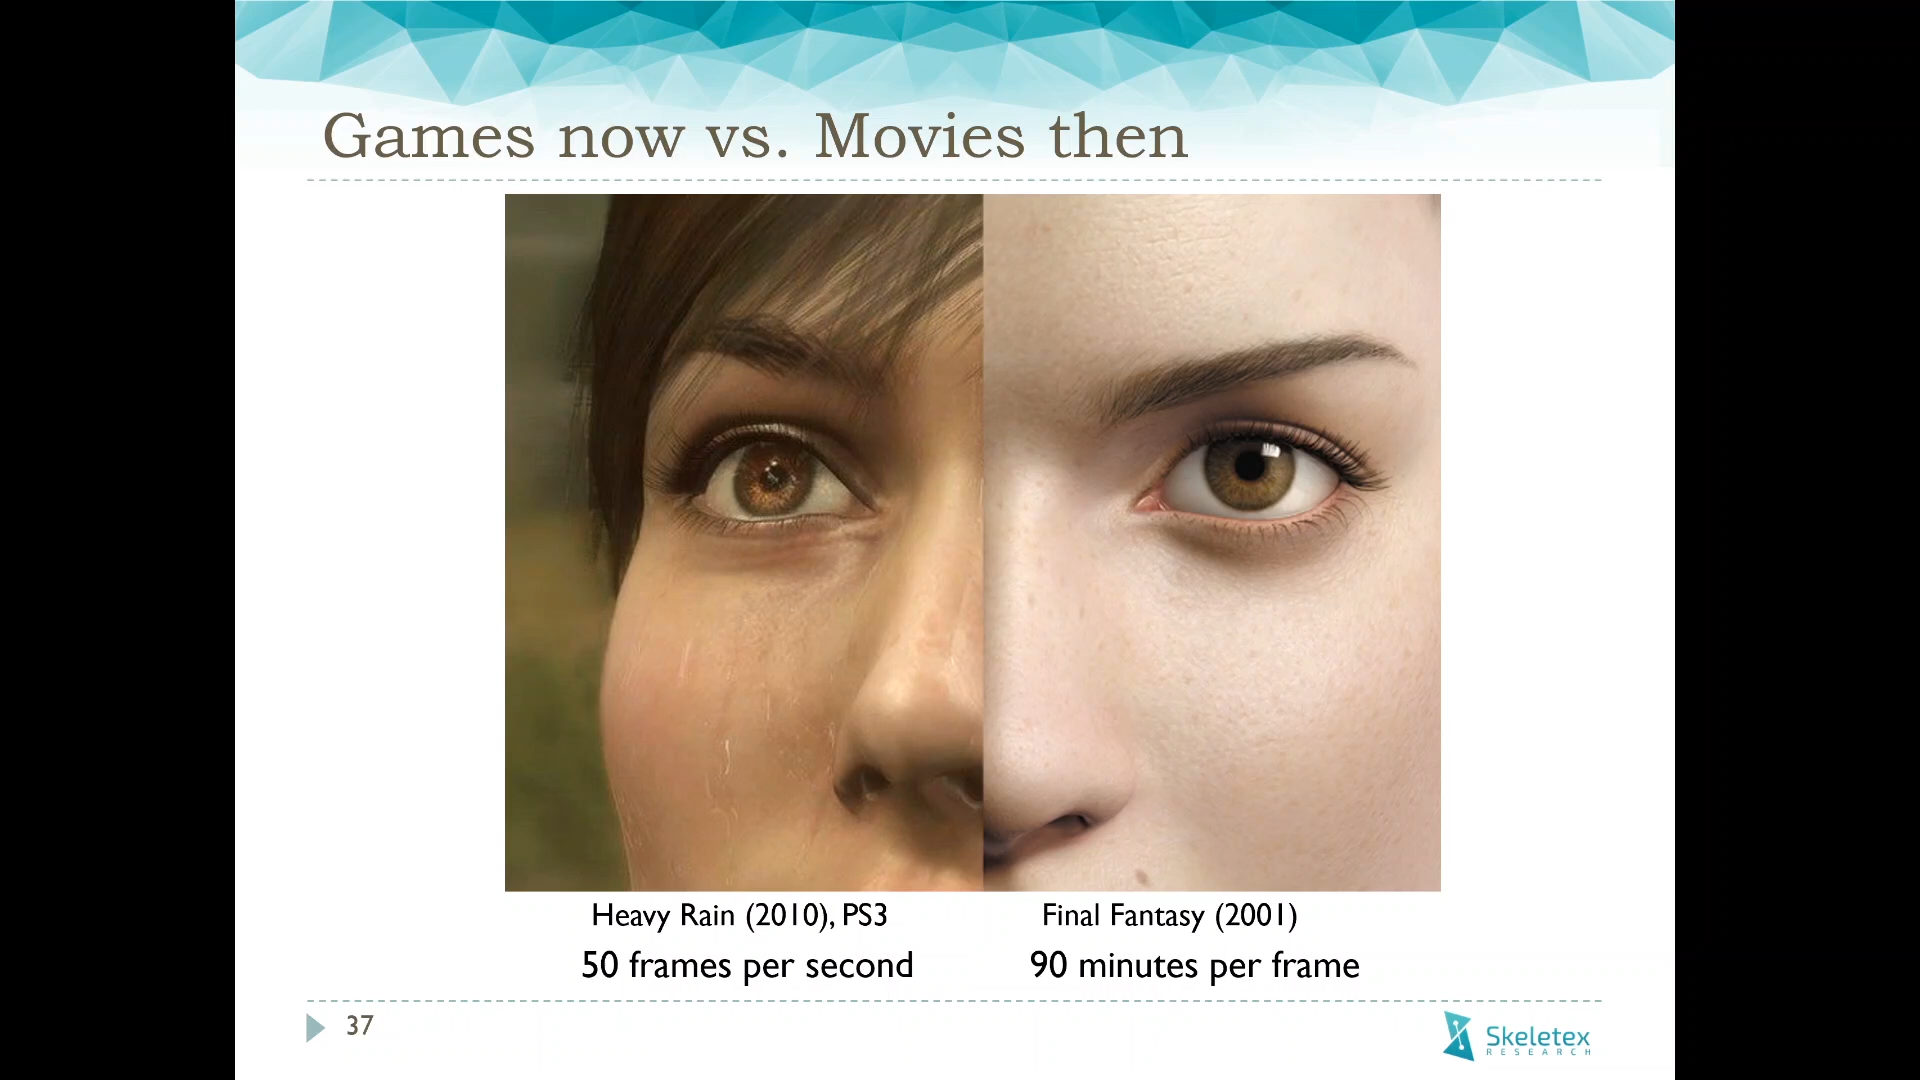 Games now vs. Movies then
Heavy Rain (2010), PS3
Final Fantasy (2001)
50 frames per second
90 minutes per frame
37
Skeletex
RESEARCH